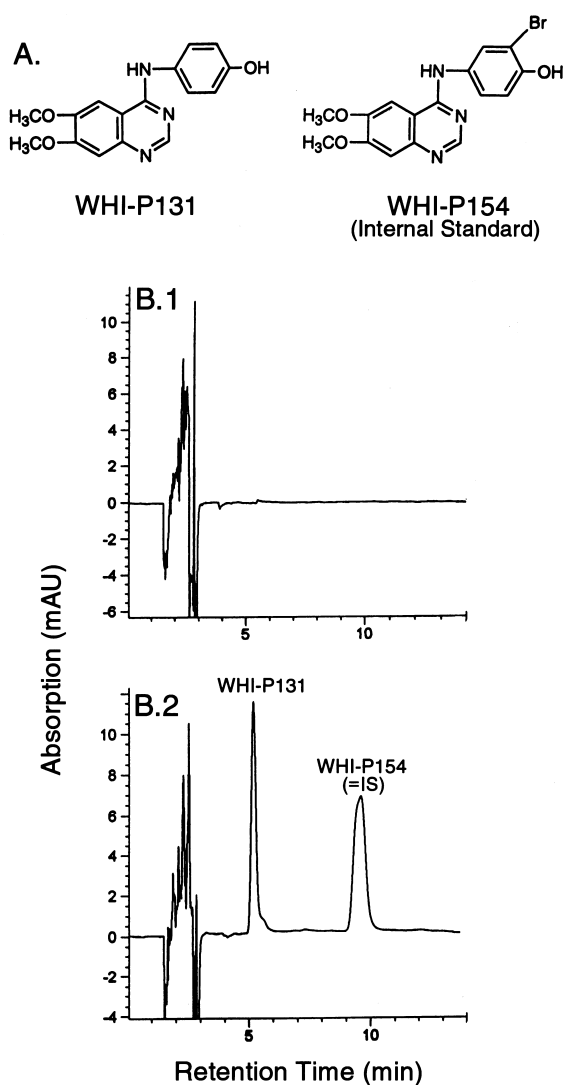 A.
HN
OH
H₃CO
H₃CO
N
N
WHI-P131
Br
HN
OH
H₃CO
H₃CO
N
N
WHI-P154
(Internal Standard)
Absorption (mAU)
B.1
10
8
6
4
2
0
-2
-4
-6
5
10
B.2
WHI-P131
WHI-P154
(=IS)
10
8
6
4
2
0
-2
-4
5
10
Retention Time (min)